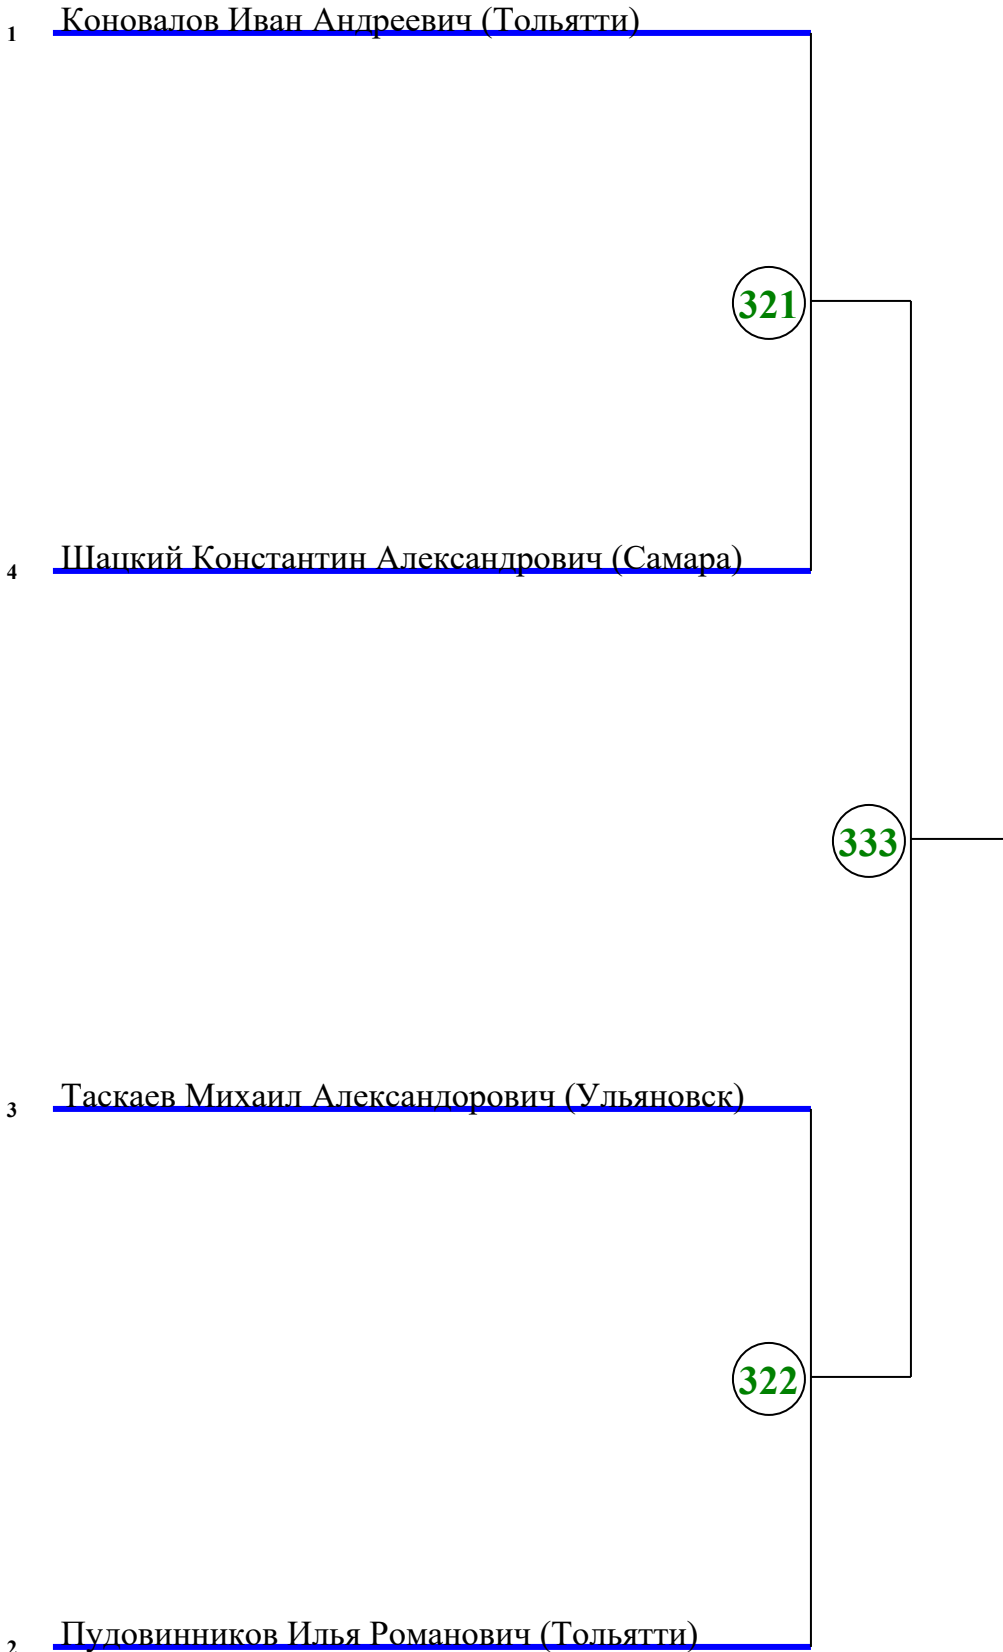 1 Коновалов Иван Андреевич (Тольятти)
321
4 Шацкий Константин Александрович (Самара)
333
3 Таскаев Михаил Александорович (Ульяновск)
322
2 Пудовинников Илья Романович (Тольятти)